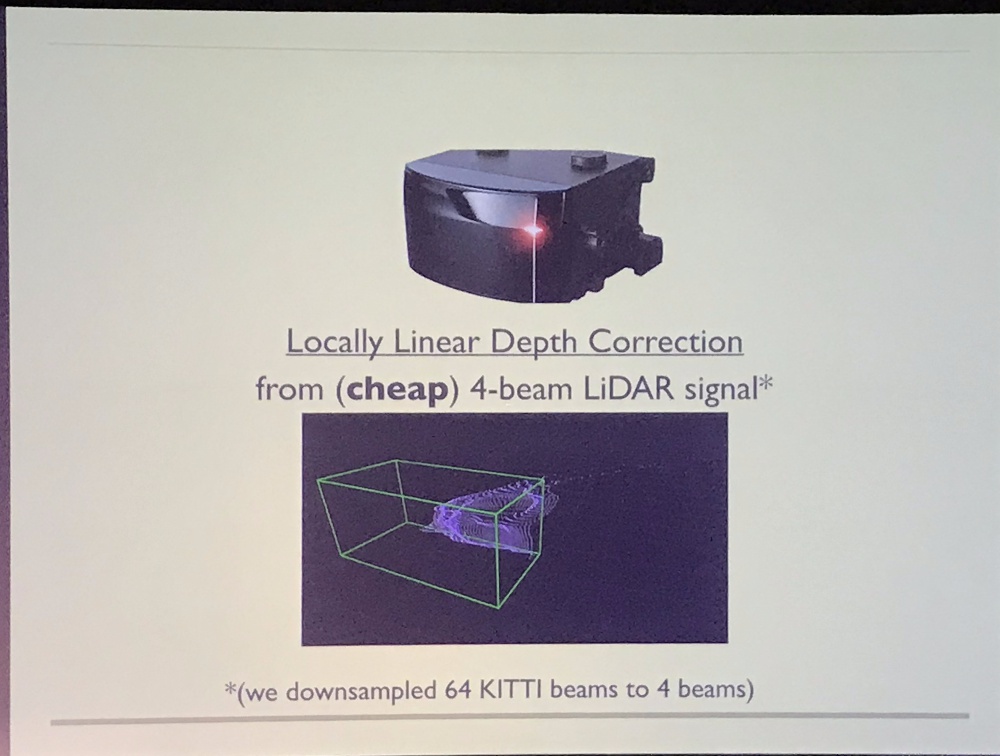 Locally Linear Depth Correction
from (cheap) 4-beam LiDAR signal*
*(we downsampled 64 KITTI beams to 4 beams)